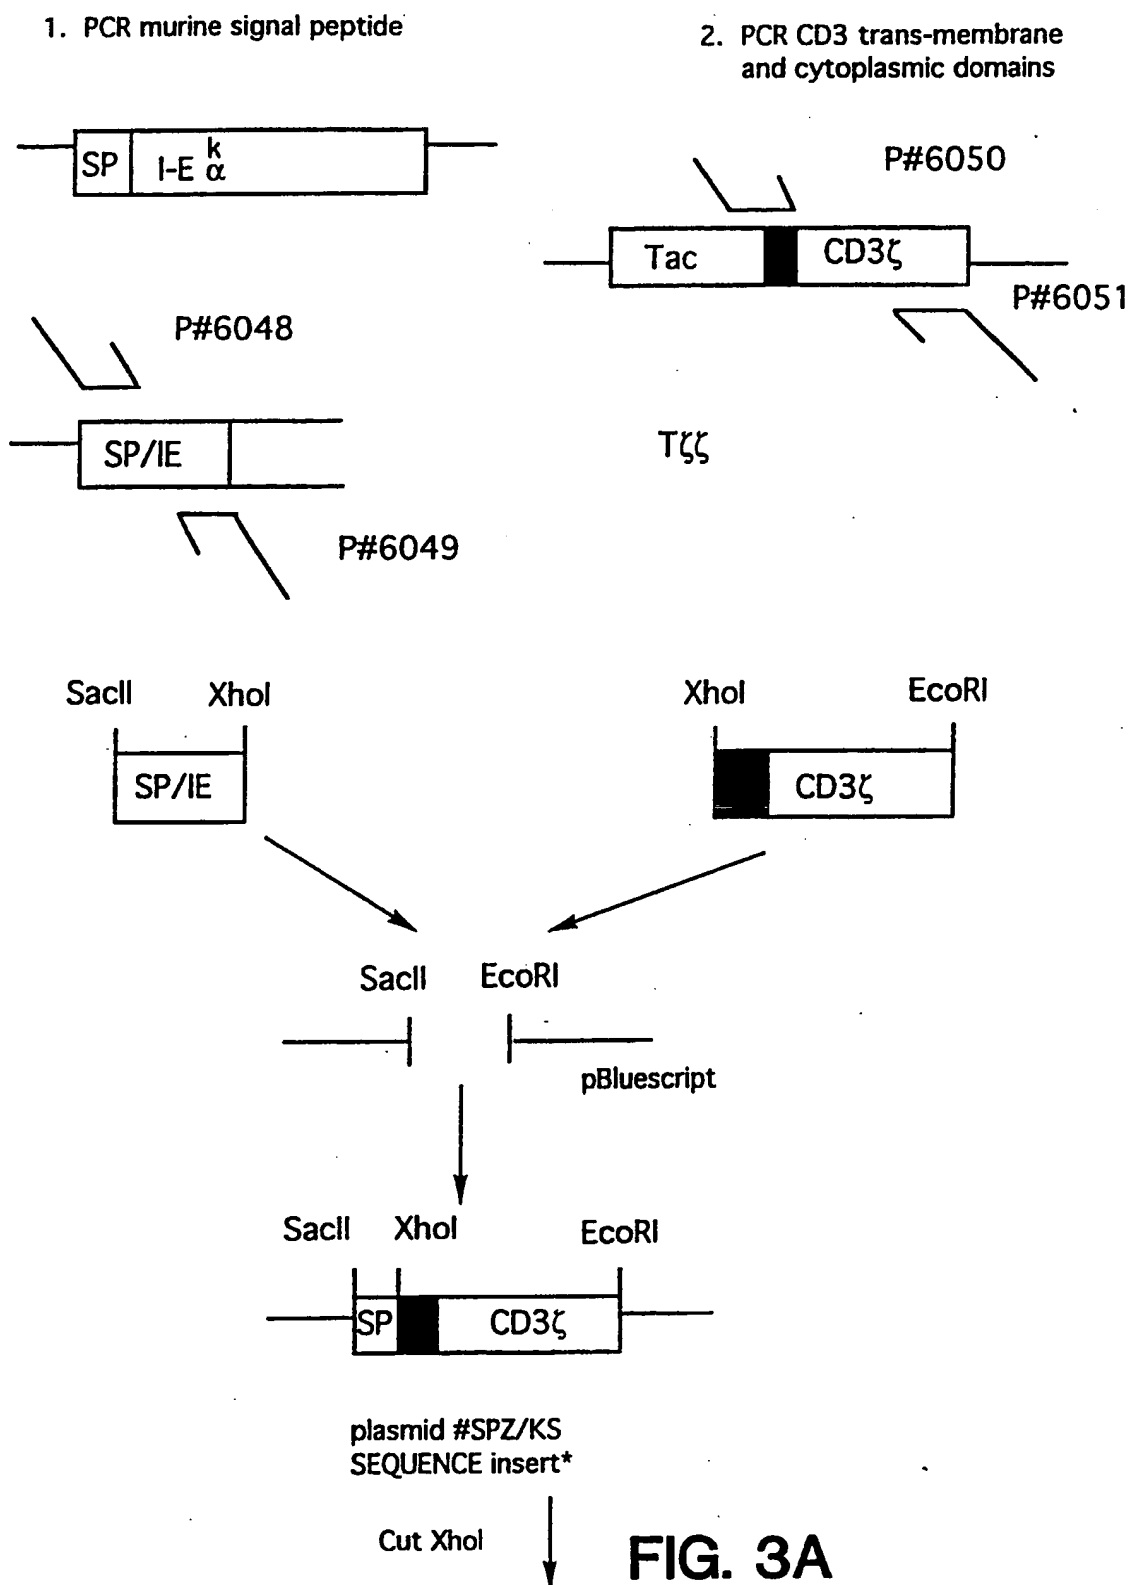 1. PCR murine signal peptide
2. PCR CD3 trans-membrane
and cytoplasmic domains
SP
I-E k α
P#6050
Tac
CD3ζ
P#6051
P#6048
SP/IE
Tζζ
P#6049
SacII XhoI
SP/IE
XhoI EcoRI
CD3ζ
SacII EcoRI
pBluescript
SacII XhoI EcoRI
SP
CD3ζ
plasmid #SPZ/KS
SEQUENCE insert*
Cut XhoI
FIG. 3A